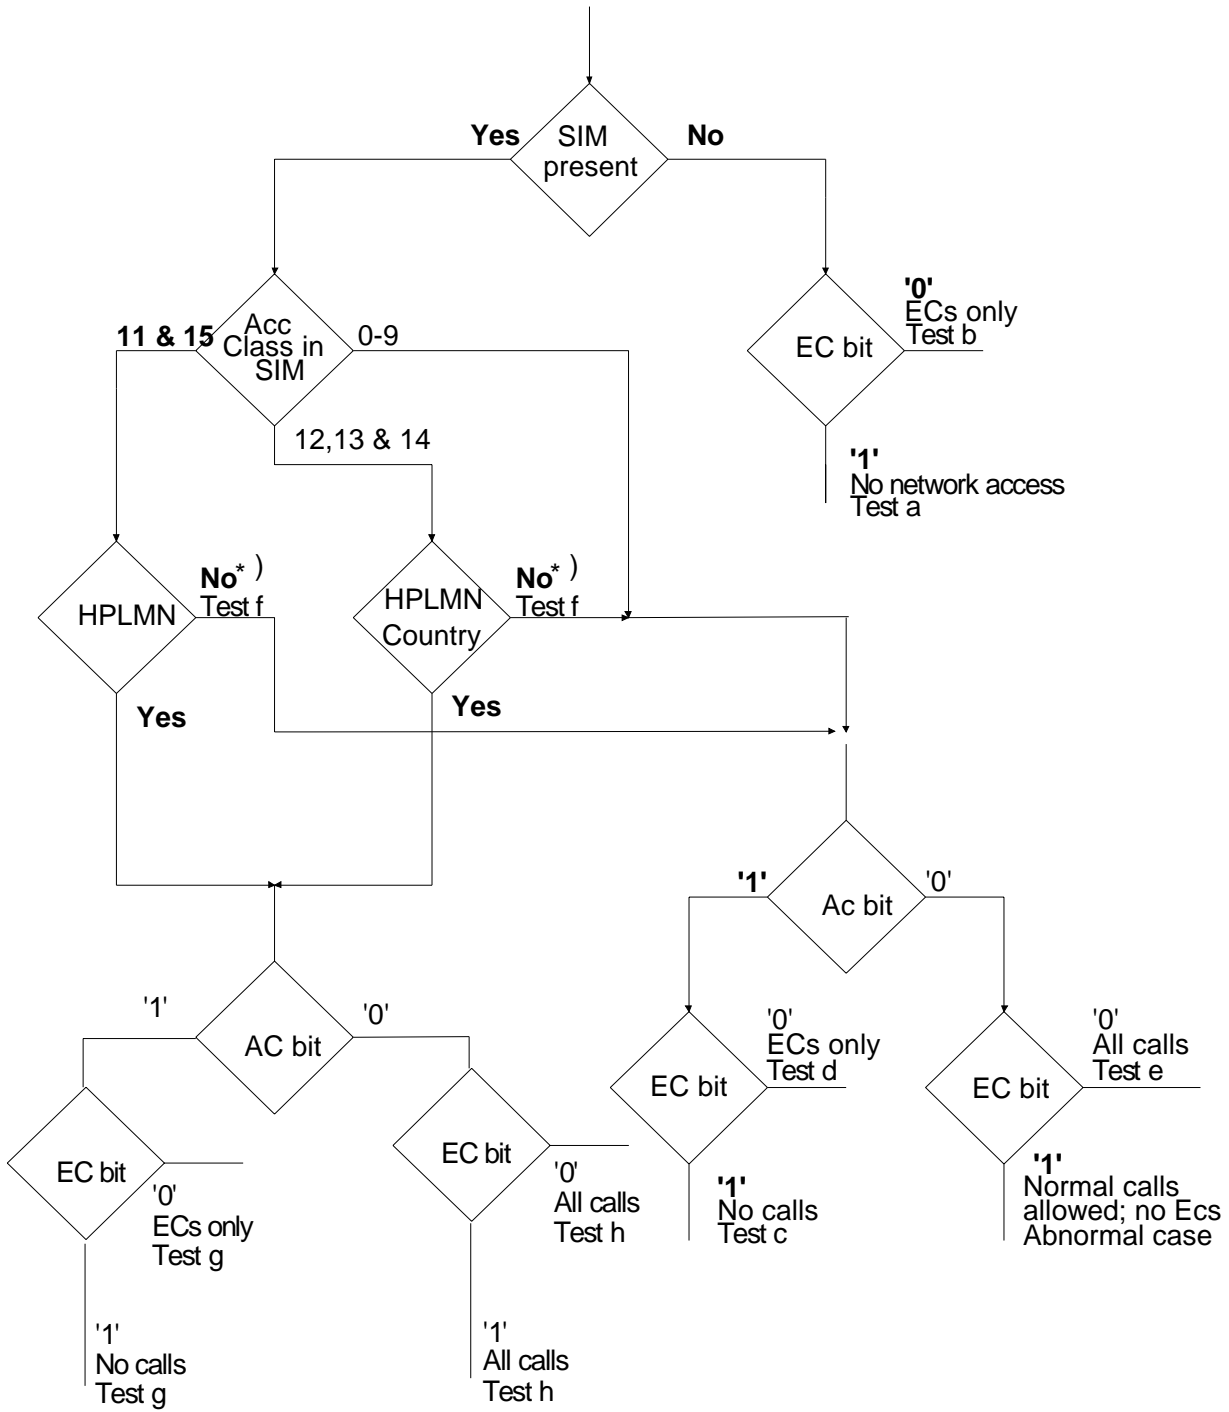 Yes
SIM
present
No
11 & 15
Acc
Class in
SIM
0-9
12,13 & 14
EC bit
'0'
ECs only
Test b
'1'
No network access
Test a
HPLMN
No* )
Test f
Yes
HPLMN
Country
No* )
Test f
Yes
'1'
Ac bit
'0'
'1'
AC bit
'0'
EC bit
'0'
ECs only
Test d
'1'
No calls
Test c
EC bit
'0'
All calls
Test e
'1'
Normal calls
allowed; no Ecs
Abnormal case
EC bit
'0'
ECs only
Test g
'1'
No calls
Test g
EC bit
'0'
All calls
Test h
'1'
All calls
Test h